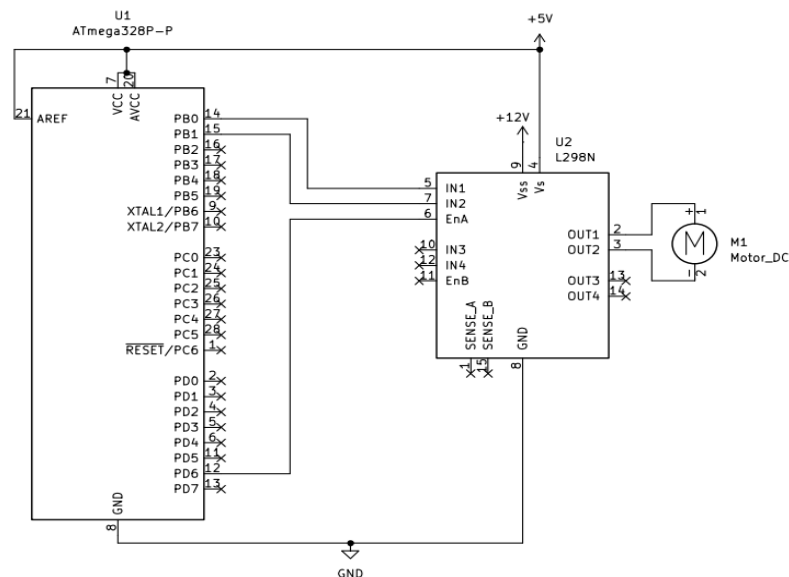 U1
ATmega328P-P
+5V
7
20
VCC
AVCC
21
AREF
PB0
14
PB1
15
PB2
16
PB3
17
PB4
18
PB5
19
XTAL1/PB6
9
XTAL2/PB7
10
PC0
23
PC1
24
PC2
25
PC3
26
PC4
27
PC5
28
RESET/PC6
1
PD0
2
PD1
3
PD2
4
PD3
5
PD4
6
PD5
11
PD6
12
PD7
13
GND
8
+12V
U2
L298N
9
4
Vss
Vs
5
IN1
7
IN2
6
EnA
10
IN3
12
IN4
11
EnB
OUT1
2
OUT2
3
OUT3
13
OUT4
14
SENSE_A
SENSE_B
GND
1
15
8
+
1
M
M1
Motor_DC
-
2
GND